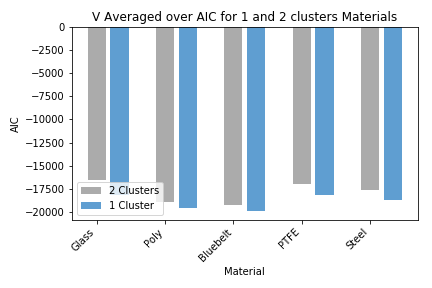 V Averaged over AIC for 1 and 2 clusters Materials
0
−2500
−5000
−7500
−10000
−12500
−15000
−17500
−20000
AIC
2 Clusters
1 Cluster
Glass
Poly
Bluebelt
PTFE
Steel
Material